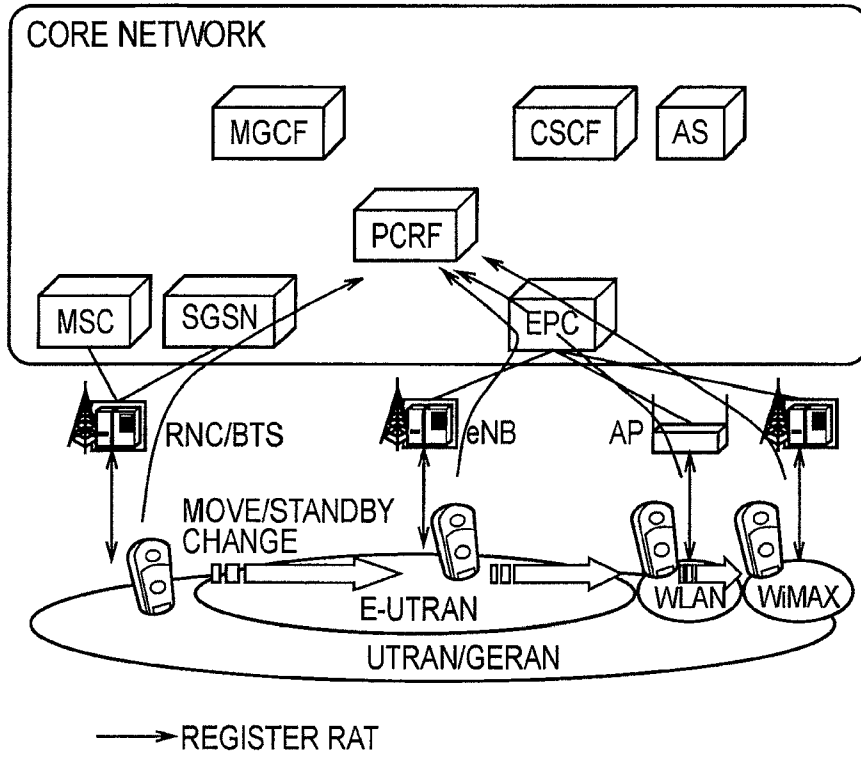 CORE NETWORK
MGCF
CSCF
AS
PCRF
MSC
SGSN
EPC
RNC/BTS
eNB
AP
MOVE/STANDBY
CHANGE
E-UTRAN
WLAN
WiMAX
UTRAN/GERAN
REGISTER RAT